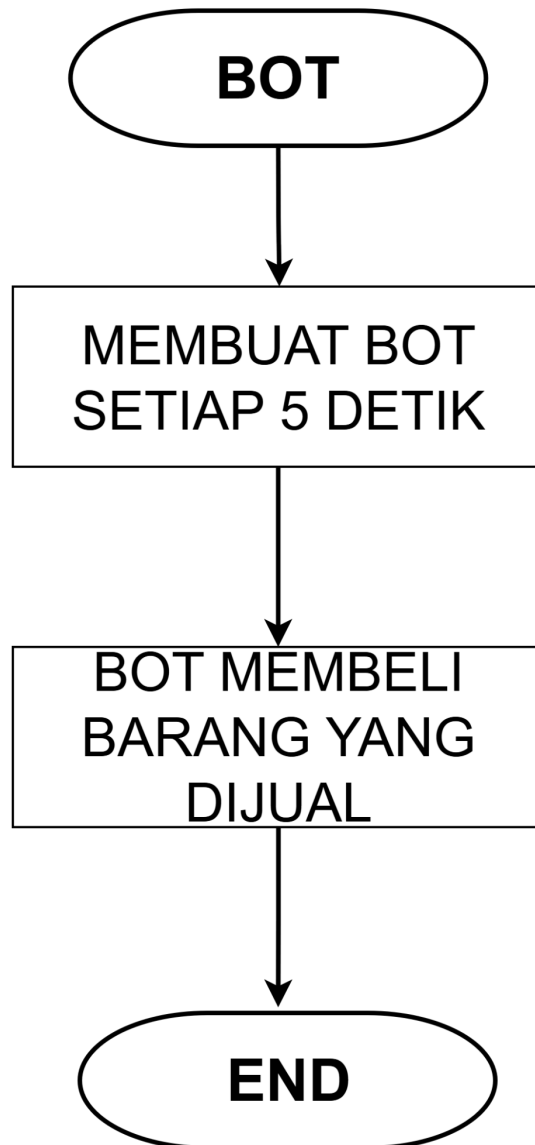 BOT
MEMBUAT BOT
SETIAP 5 DETIK
BOT MEMBELI
BARANG YANG
DIJUAL
END